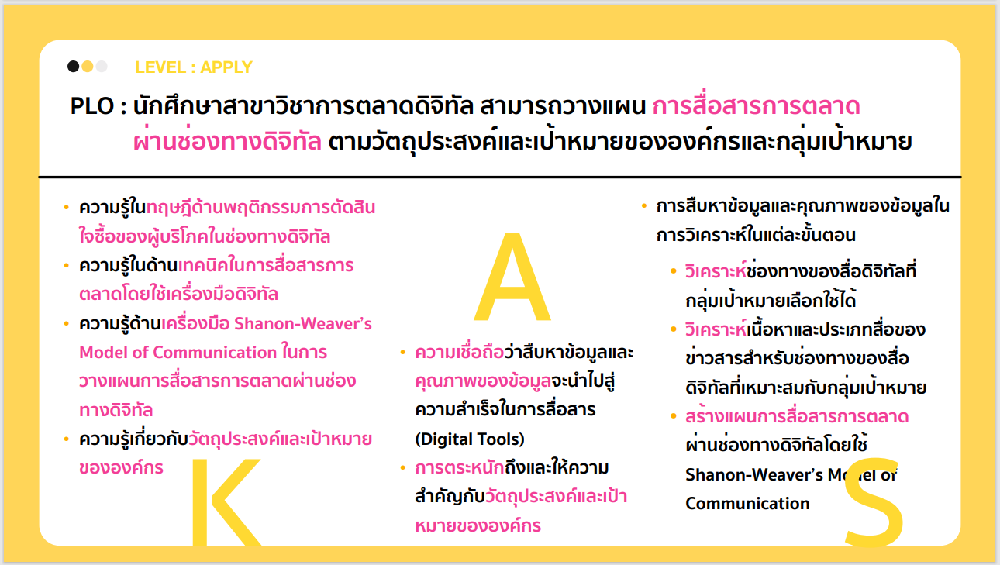 LEVEL : APPLY
PLO : นักศึกษาสาขาวิชาการตลาดดิจิทัล สามารถวางแผน การสื่อสารการตลาด
ผ่านช่องทางดิจิทัล ตามวัตถุประสงค์และเป้าหมายขององค์กรและกลุ่มเป้าหมาย
• ความรู้ในทฤษฎีด้านพฤติกรรมการตัดสิน
ใจซื้อของผู้บริโภคในช่องทางดิจิทัล
• ความรู้ในด้านเทคนิคในการสื่อสารการ
ตลาดโดยใช้เครื่องมือดิจิทัล
• ความรู้ด้านเครื่องมือ Shanon-Weaver's
Model of Communication ในการ
วางแผนการสื่อสารการตลาดผ่านช่อง
ทางดิจิทัล
• ความรู้เกี่ยวกับวัตถุประสงค์และเป้าหมาย
ขององค์กร
K
A
• ความเชื่อถือว่าสืบหาข้อมูลและ
คุณภาพของข้อมูลจะนำไปสู่
ความสำเร็จในการสื่อสาร
(Digital Tools)
• การตระหนักถึงและให้ความ
สำคัญกับวัตถุประสงค์และเป้า
หมายขององค์กร
• การสืบหาข้อมูลและคุณภาพของข้อมูลใน
การวิเคราะห์ในแต่ละขั้นตอน
• วิเคราะห์ช่องทางของสื่อดิจิทัลที่
กลุ่มเป้าหมายเลือกใช้ได้
• วิเคราะห์เนื้อหาและประเภทสื่อของ
ข่าวสารสำหรับช่องทางของสื่อ
ดิจิทัลที่เหมาะสมกับกลุ่มเป้าหมาย
• สร้างแผนการสื่อสารการตลาด
ผ่านช่องทางดิจิทัลโดยใช้
Shanon-Weaver's Model of
Communication
S